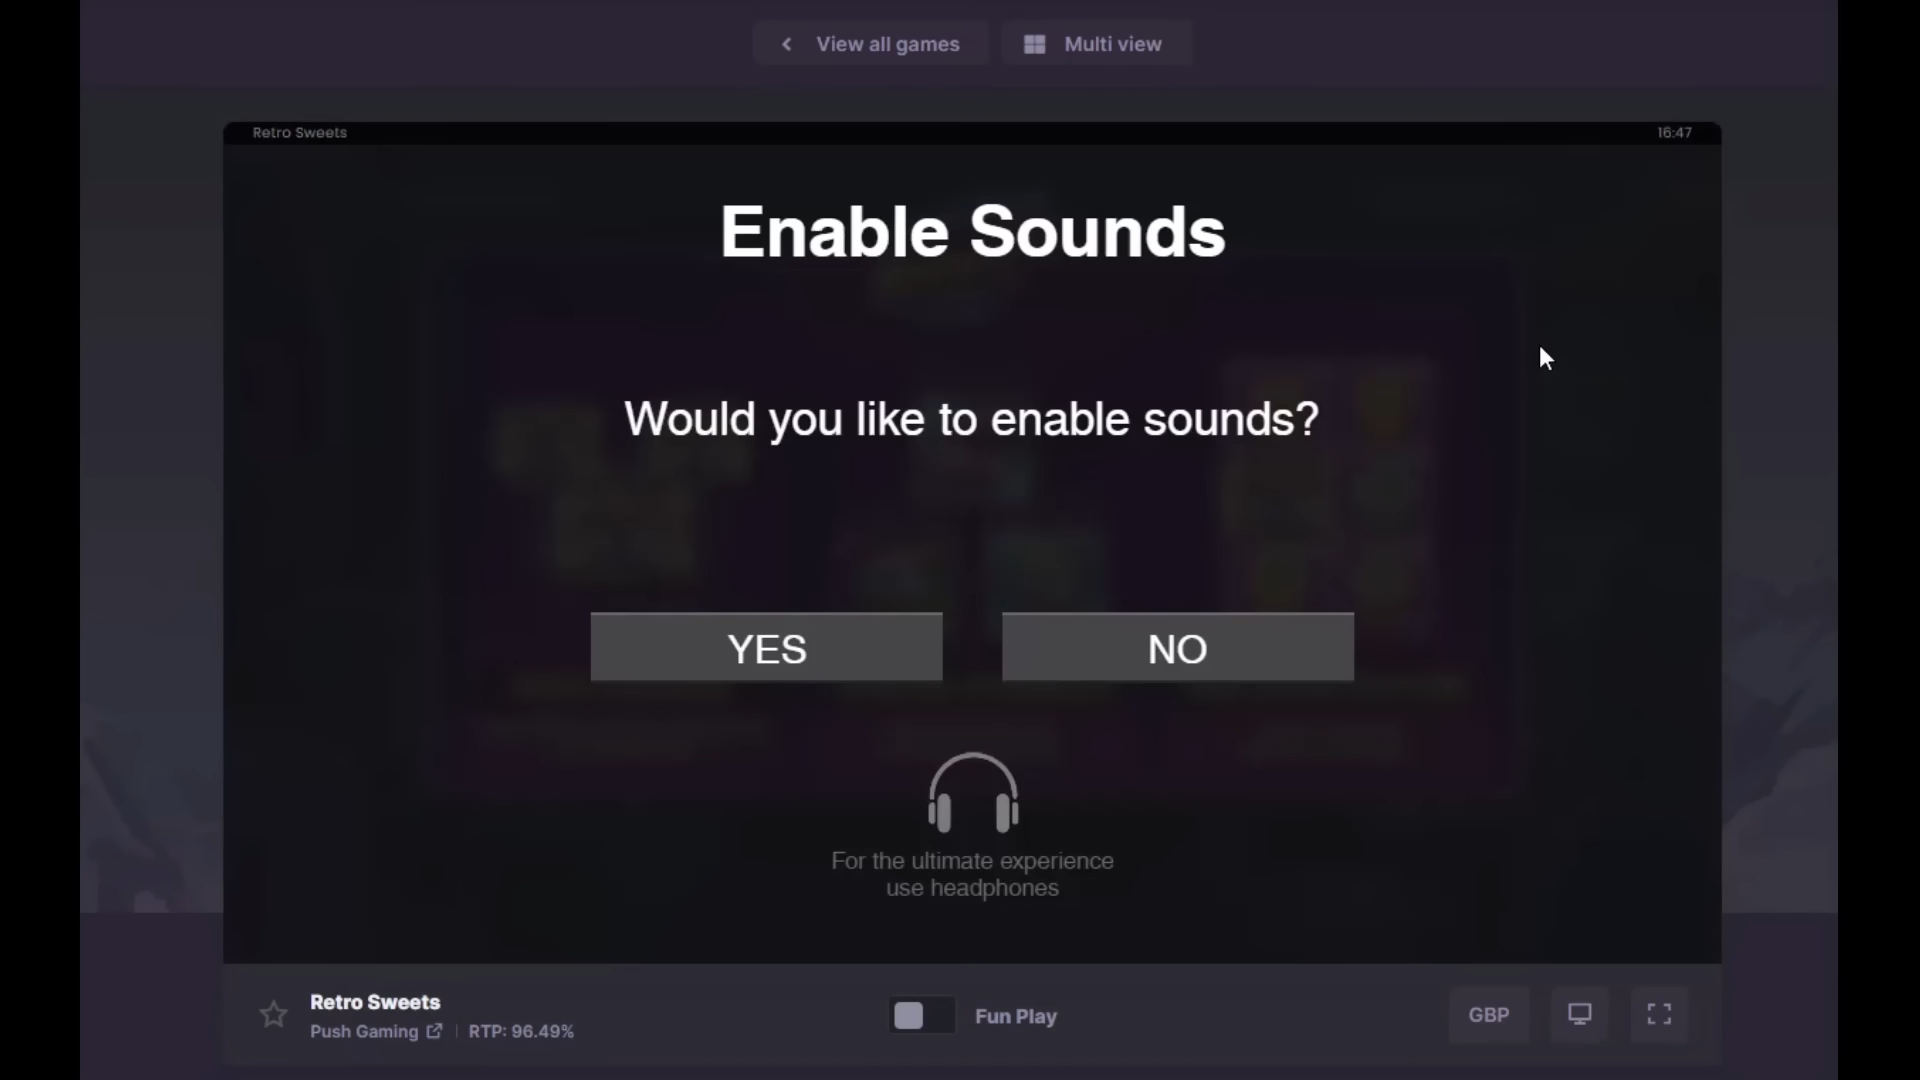 View all games
Multi view
Retro Sweets
16:47
Enable Sounds
Would you like to enable sounds?
YES
NO
For the ultimate experience
use headphones
Retro Sweets
Push Gaming
RTP: 96.49%
Fun Play
GBP